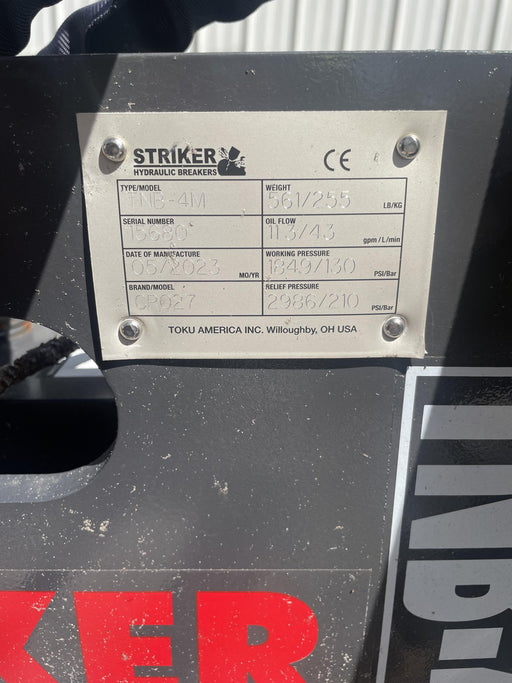 STRIKER
HYDRAULIC BREAKERS
CE
TYPE/MODEL
TNB-4M
WEIGHT
561/255
LB/KG
SERIAL NUMBER
15680
OIL FLOW
11.3/43
gpm / L/min
DATE OF MANUFACTURE
05/2023
MO/YR
WORKING PRESSURE
1849/130
PSI/Bar
BRAND/MODEL
CP027
RELIEF PRESSURE
2986/210
PSI/Bar
TOKU AMERICA INC. Willoughby, OH USA
KER
TNB-